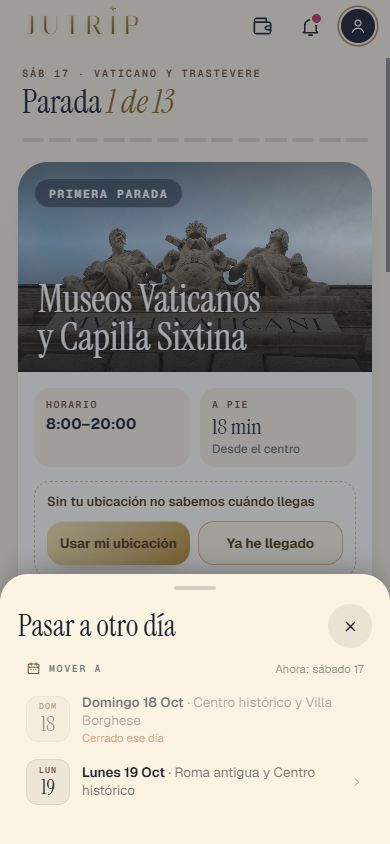 JUTRIP
SÁB 17 · VATICANO Y TRASTEVERE
Parada 1 de 13
PRIMERA PARADA
Museos Vaticanos
y Capilla Sixtina
HORARIO
8:00–20:00
A PIE
18 min
Desde el centro
Sin tu ubicación no sabemos cuándo llegas
Usar mi ubicación
Ya he llegado
Pasar a otro día
MOVER A
Ahora: sábado 17
DOM
18
Domingo 18 Oct · Centro histórico y Villa
Borghese
Cerrado ese día
LUN
19
Lunes 19 Oct · Roma antigua y Centro
histórico